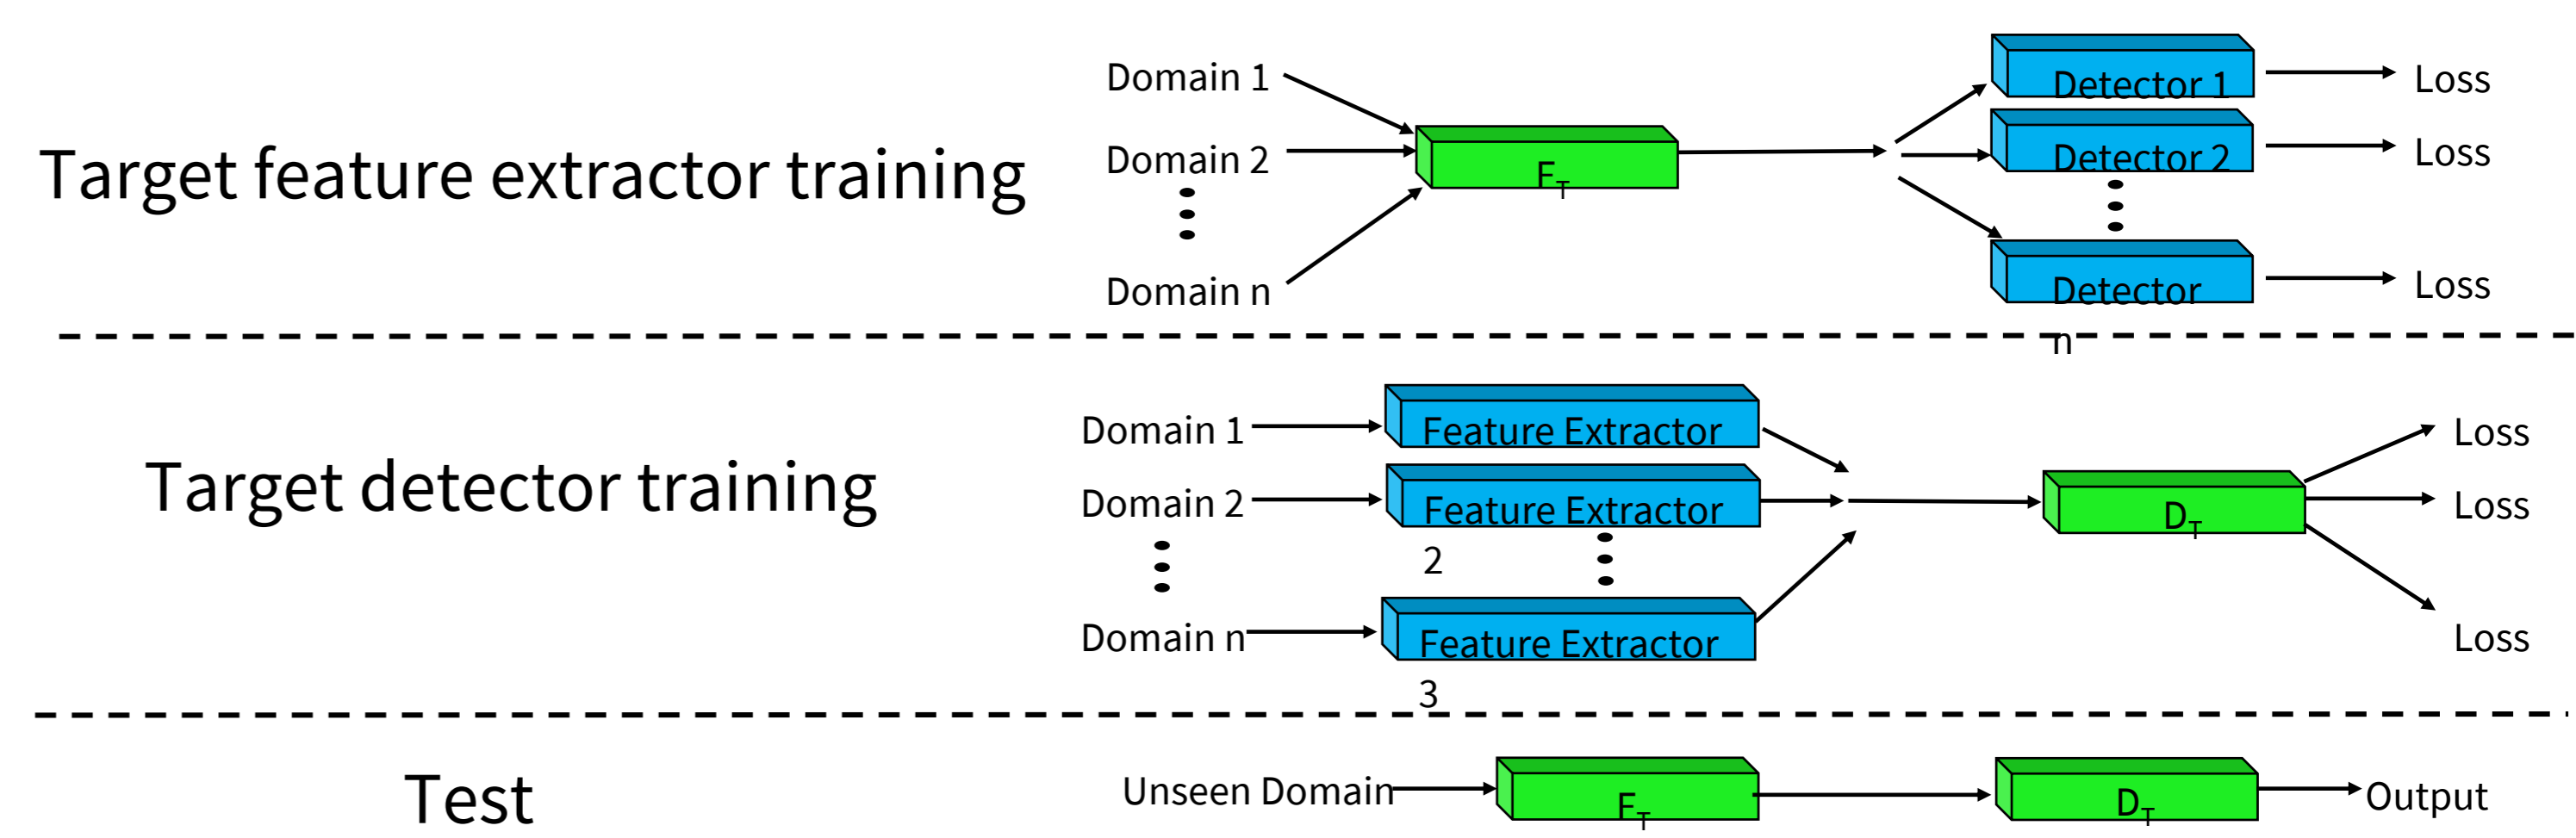 Target feature extractor training
Domain 1
Domain 2
Domain n
F_T
Detector 1
Detector 2
Detector
n
Loss
Loss
Loss
Target detector training
Domain 1
Domain 2
Domain n
Feature Extractor
Feature Extractor
2
Feature Extractor
3
D_T
Loss
Loss
Loss
Test
Unseen Domain
F_T
D_T
Output